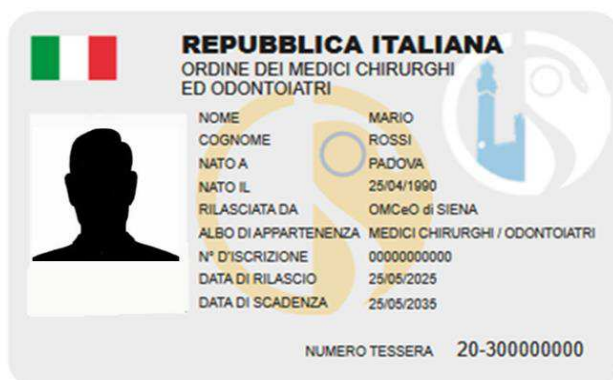 REPUBBLICA ITALIANA
ORDINE DEI MEDICI CHIRURGHI
ED ODONTOIATRI
NOME MARIO
COGNOME ROSSI
NATO A PADOVA
NATO IL 25/04/1990
RILASCIATA DA OMCeO di SIENA
ALBO DI APPARTENENZA MEDICI CHIRURGHI / ODONTOIATRI
N° D'ISCRIZIONE 00000000000
DATA DI RILASCIO 25/05/2025
DATA DI SCADENZA 25/05/2035
NUMERO TESSERA 20-300000000